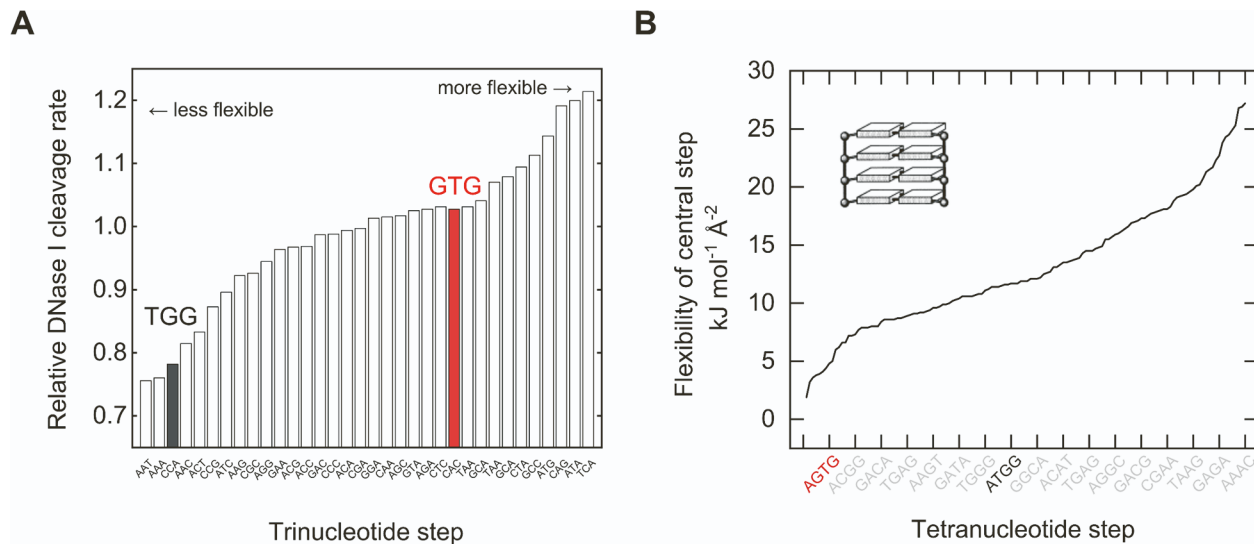 A
Relative DNase I cleavage rate
1.2
1.1
1.0
0.9
0.8
0.7
← less flexible
more flexible →
TGG
GTG
AAT
AAA
CCA
AAC
ACT
CCG
ATC
AAG
CGC
AGG
GAA
ACG
ACC
GAC
CCC
ACA
CGA
GGA
CAA
AGC
GTA
AGA
CTC
CAC
TAA
GCA
TAA
GCA
CTA
GCC
ATG
CAG
ATA
TCA
Trinucleotide step
B
Flexibility of central step
kJ mol⁻¹ Å⁻²
30
25
20
15
10
5
0
AGTG
ACGG
GACA
TGAG
AAGT
GATA
TGGG
ATGG
GGCA
ACAT
TGAG
AGGC
GACG
CGAA
TAAG
GAGA
AAAC
Tetranucleotide step